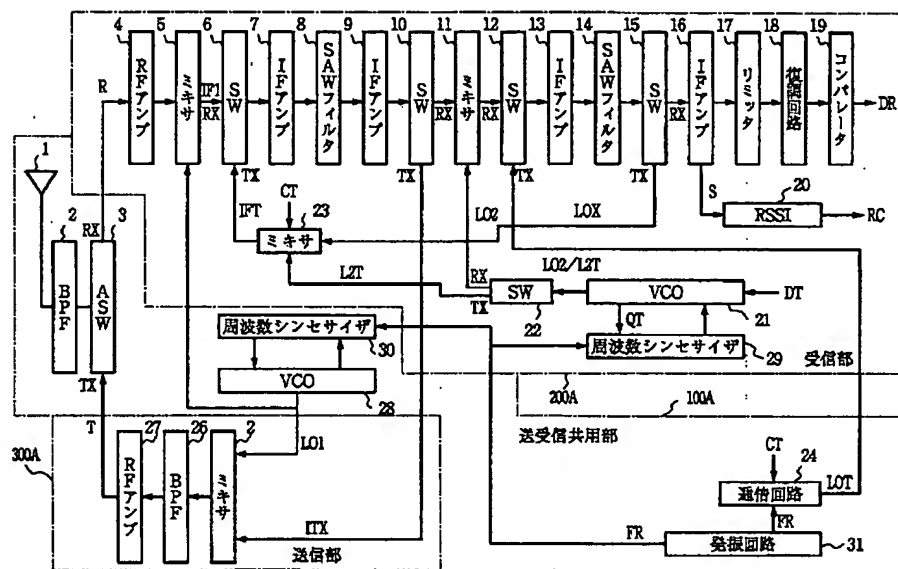 4 5 6 7 8 9 10 11 12 13 14 15 16 17 18 19
R
RFアンプ
ミキサ
IF1
RX
SW
IFアンプ
SAWフィルタ
IFアンプ
SW
RX
ミキサ
RX
SW
IFアンプ
SAWフィルタ
SW
RX
IFアンプ
リミッタ
復調回路
コンパレータ
DR
TX TX TX TX
1
2
3
RX
BPF
ASW
TX
T
IFT
CT
23
ミキサ
LO2
LOX
S
20
RSSI
RC
L2T
RX
TX
SW
22
LO2/L2T
VCO
DT
21
QT
周波数シンセサイザ
29
受信部
周波数シンセサイザ
30
VCO
28
200A
100A
送受信共用部
300A
27
RFアンプ
26
BPF
2
ミキサ
LO1
ITX
送信部
CT
24
逓倍回路
LOT
FR
FR
発振回路
31